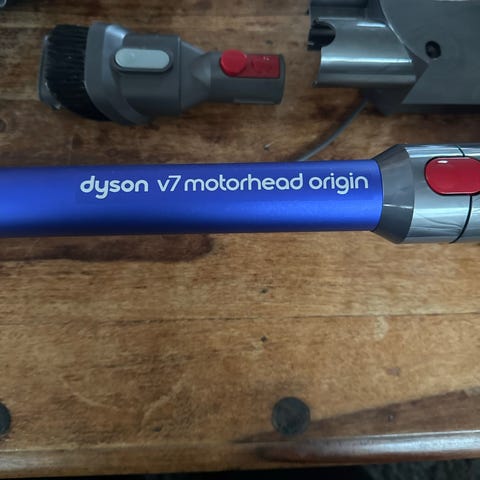 dyson v7 motorhead origin